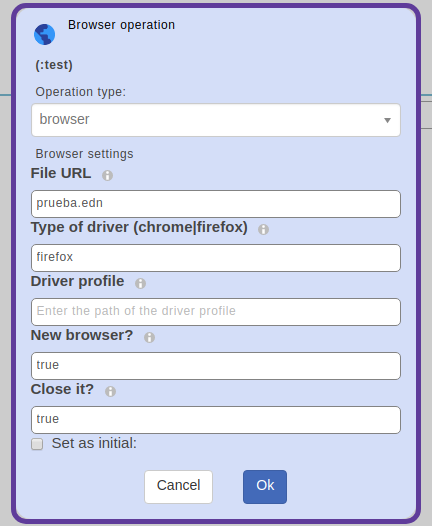 Browser operation
(:test)
Operation type:
browser
Browser settings
File URL
prueba.edn
Type of driver (chrome|firefox)
firefox
Driver profile
Enter the path of the driver profile
New browser?
true
Close it?
true
Set as initial:
Cancel Ok